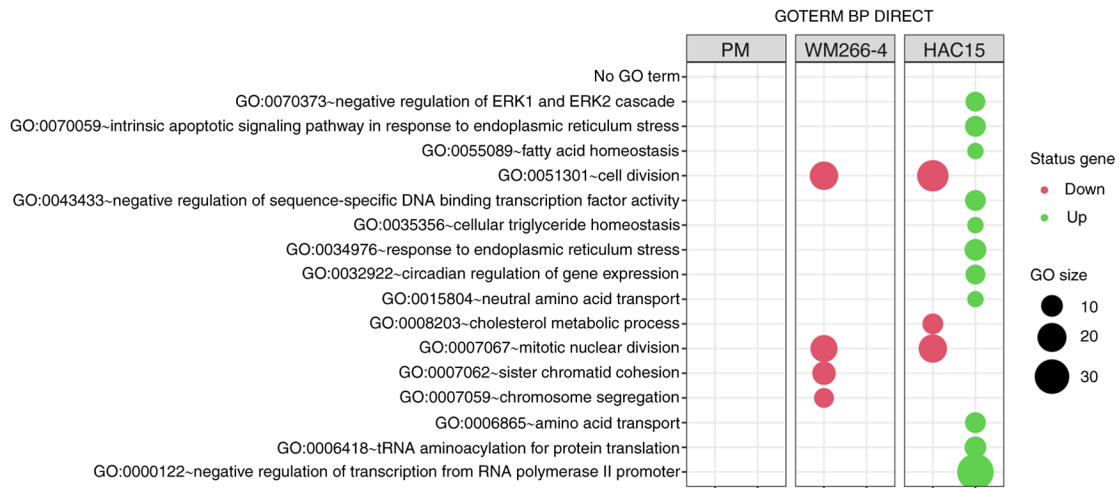 GOTERM BP DIRECT
PM WM266-4 HAC15
No GO term
GO:0070373~negative regulation of ERK1 and ERK2 cascade
GO:0070059~intrinsic apoptotic signaling pathway in response to endoplasmic reticulum stress
GO:0055089~fatty acid homeostasis
GO:0051301~cell division
GO:0043433~negative regulation of sequence-specific DNA binding transcription factor activity
GO:0035356~cellular triglyceride homeostasis
GO:0034976~response to endoplasmic reticulum stress
GO:0032922~circadian regulation of gene expression
GO:0015804~neutral amino acid transport
GO:0008203~cholesterol metabolic process
GO:0007067~mitotic nuclear division
GO:0007062~sister chromatid cohesion
GO:0007059~chromosome segregation
GO:0006865~amino acid transport
GO:0006418~tRNA aminoacylation for protein translation
GO:0000122~negative regulation of transcription from RNA polymerase II promoter
Status gene
Down
Up
GO size
10
20
30